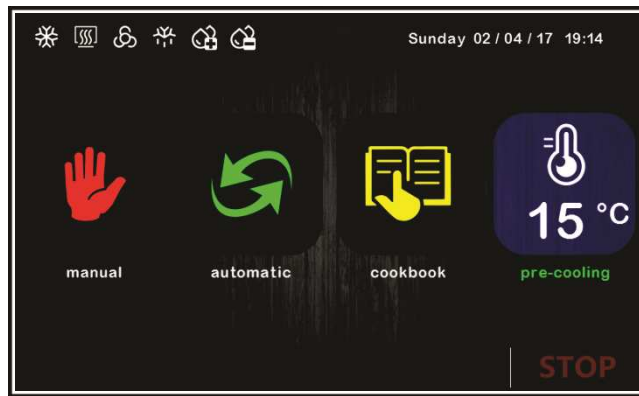 Sunday 02 / 04 / 17 19:14
15 °C
manual automatic cookbook pre-cooling
STOP